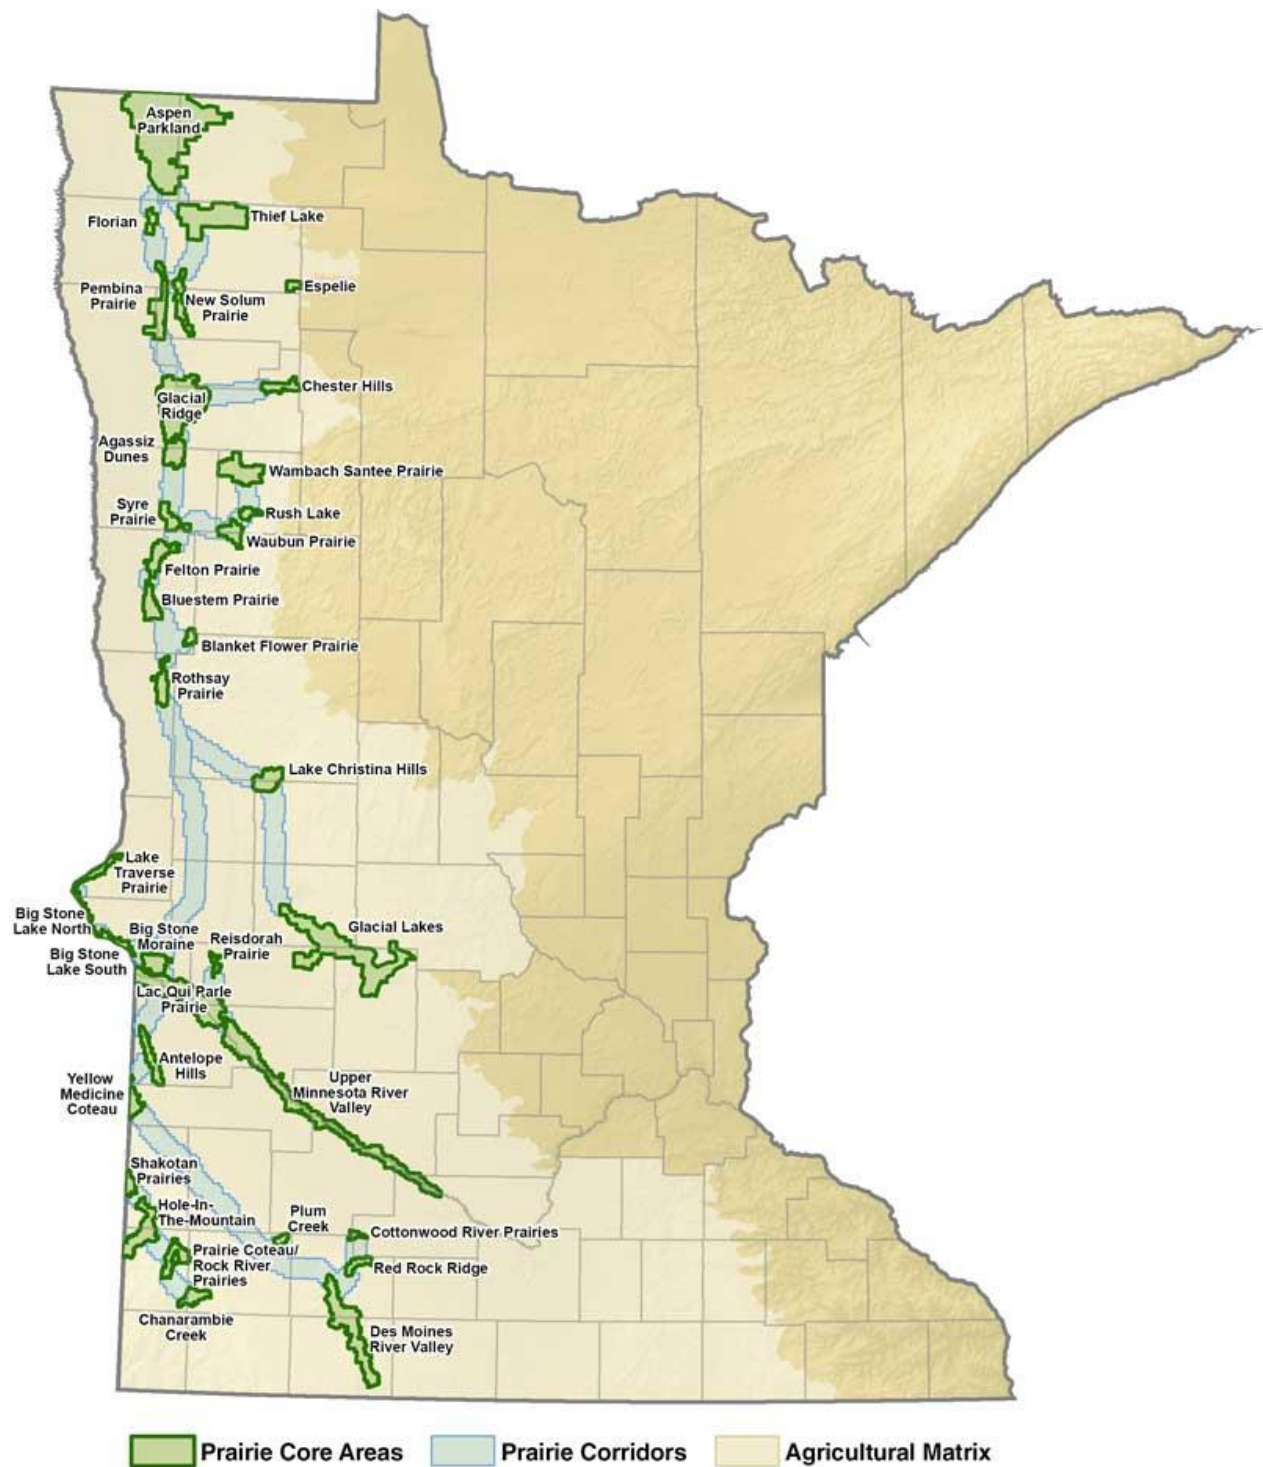 Aspen
Parkland
Florian
Thief Lake
Pembina
Prairie
New Solum
Prairie
Espelie
Chester Hills
Glacial
Ridge
Agassiz
Dunes
Wambach Santee Prairie
Syre
Prairie
Rush Lake
Waubun Prairie
Felton Prairie
Bluestem Prairie
Blanket Flower Prairie
Rothsay
Prairie
Lake Christina Hills
Lake
Traverse
Prairie
Big Stone
Lake North
Big Stone
Moraine
Reisdorah
Prairie
Glacial Lakes
Big Stone
Lake South
Lac Qui Parle
Prairie
Antelope
Hills
Yellow
Medicine
Coteau
Upper
Minnesota River
Valley
Shakotan
Prairies
Hole-In-
The-Mountain
Plum
Creek
Cottonwood River Prairies
Prairie Coteau/
Rock River
Prairies
Red Rock Ridge
Chanarambie
Creek
Des Moines
River Valley
Prairie Core Areas
Prairie Corridors
Agricultural Matrix